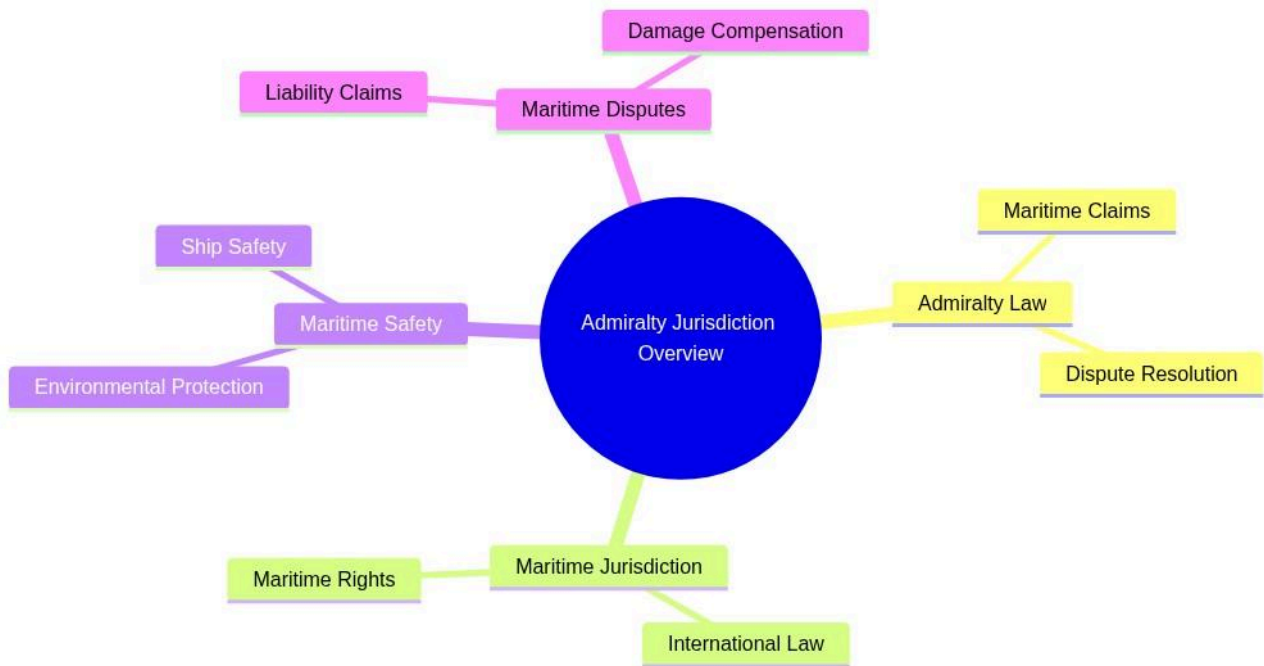 Damage Compensation
Liability Claims
Maritime Disputes
Maritime Claims
Ship Safety
Admiralty Law
Maritime Safety
Admiralty Jurisdiction
Overview
Dispute Resolution
Environmental Protection
Maritime Jurisdiction
Maritime Rights
International Law